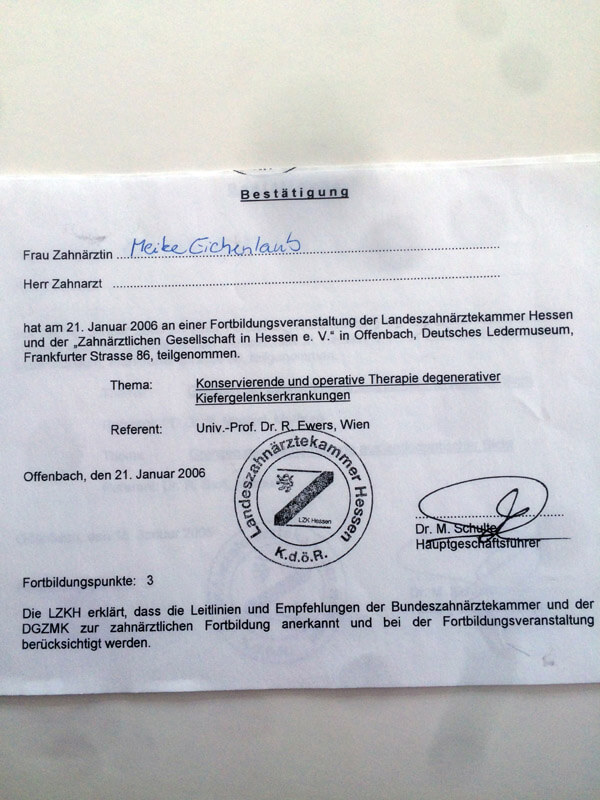 Bestätigung
Frau Zahnärztin Meike Eichenlaub
Herr Zahnarzt
hat am 21. Januar 2006 an einer Fortbildungsveranstaltung der Landeszahnärztekammer Hessen
und der „Zahnärztlichen Gesellschaft in Hessen e. V.“ in Offenbach, Deutsches Ledermuseum,
Frankfurter Strasse 86, teilgenommen.
Thema: Konservierende und operative Therapie degenerativer
Kiefergelenkserkrankungen
Referent: Univ.-Prof. Dr. R. Ewers, Wien
Offenbach, den 21. Januar 2006
Landeszahnärztekammer Hessen
LZK Hessen
K.d.ö.R.
Dr. M. Schulte
Hauptgeschäftsführer
Fortbildungspunkte: 3
Die LZKH erklärt, dass die Leitlinien und Empfehlungen der Bundeszahnärztekammer und der
DGZMK zur zahnärztlichen Fortbildung anerkannt und bei der Fortbildungsveranstaltung
berücksichtigt werden.